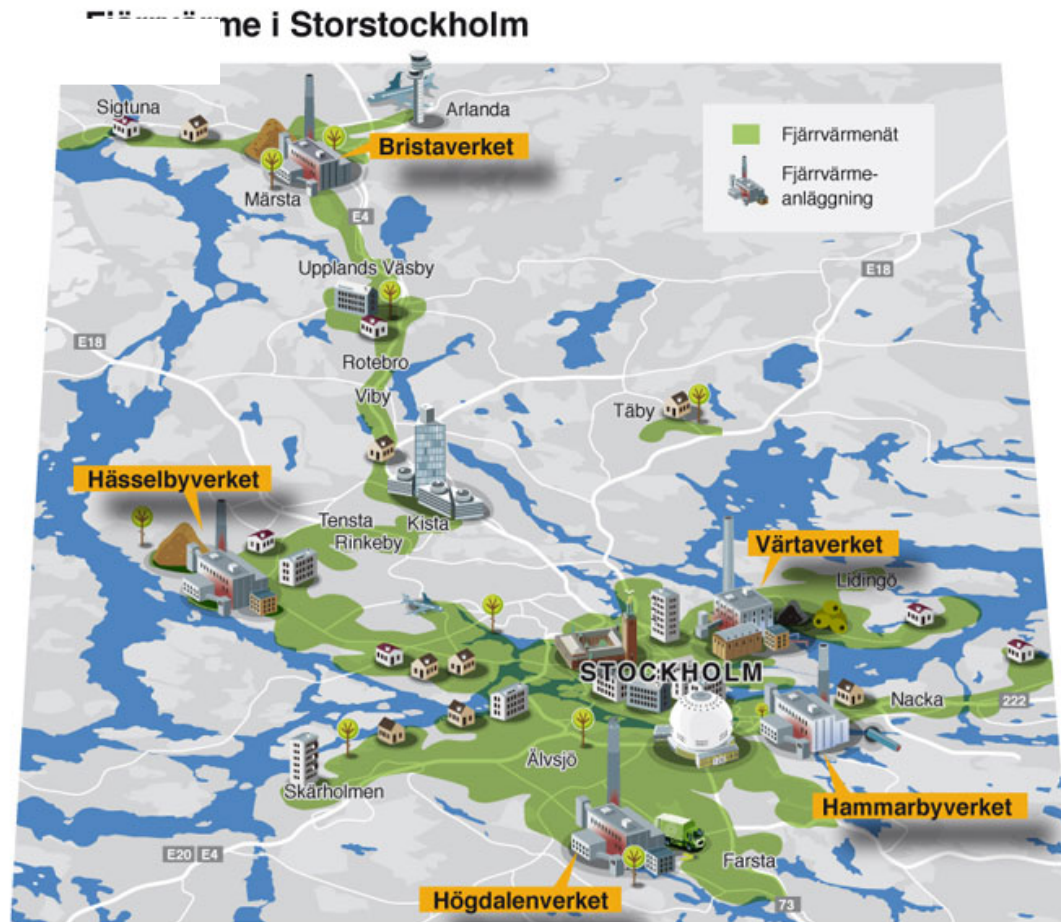 i Storstockholm
Sigtuna
Arlanda
Bristaverket
Fjärrvärmenät
Fjärrvärme-
anläggning
Märsta
E4
Upplands Väsby
E18
E18
Rotebro
Viby
Täby
Hässelbyverket
Tensta
Kista
Rinkeby
Värtaverket
Lidingö
STOCKHOLM
Nacka
222
Älvsjö
Skärholmen
Hammarbyverket
E20 E4
Farsta
Högdalenverket
73